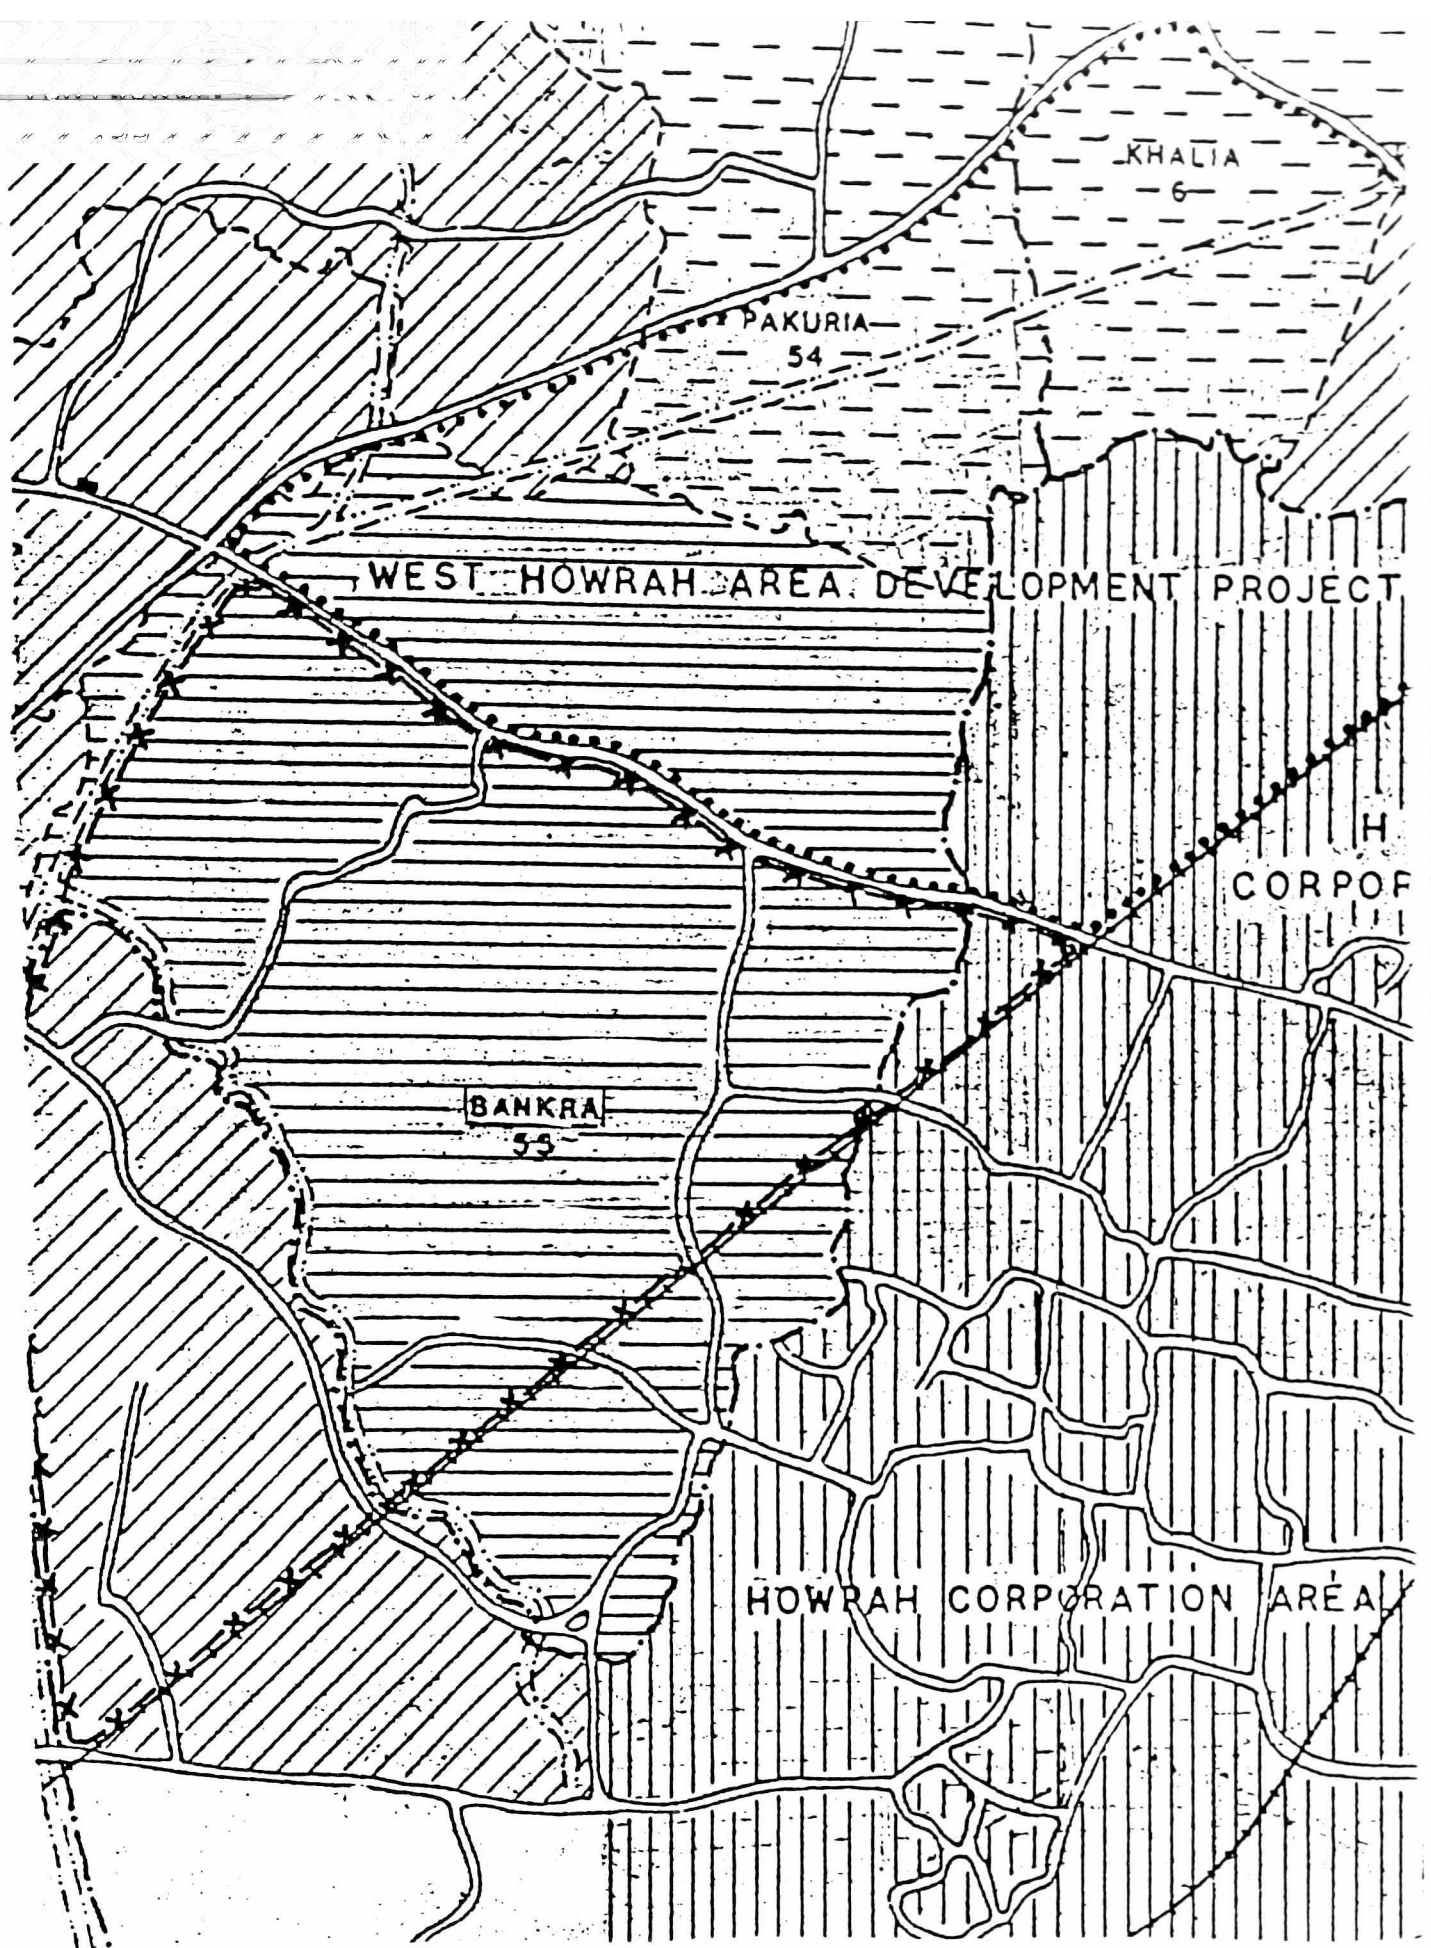 KHALIA
6
PAKURIA
54
WEST HOWRAH AREA DEVELOPMENT PROJECT
H
CORPOR
BANKRA
55
HOWRAH CORPORATION AREA